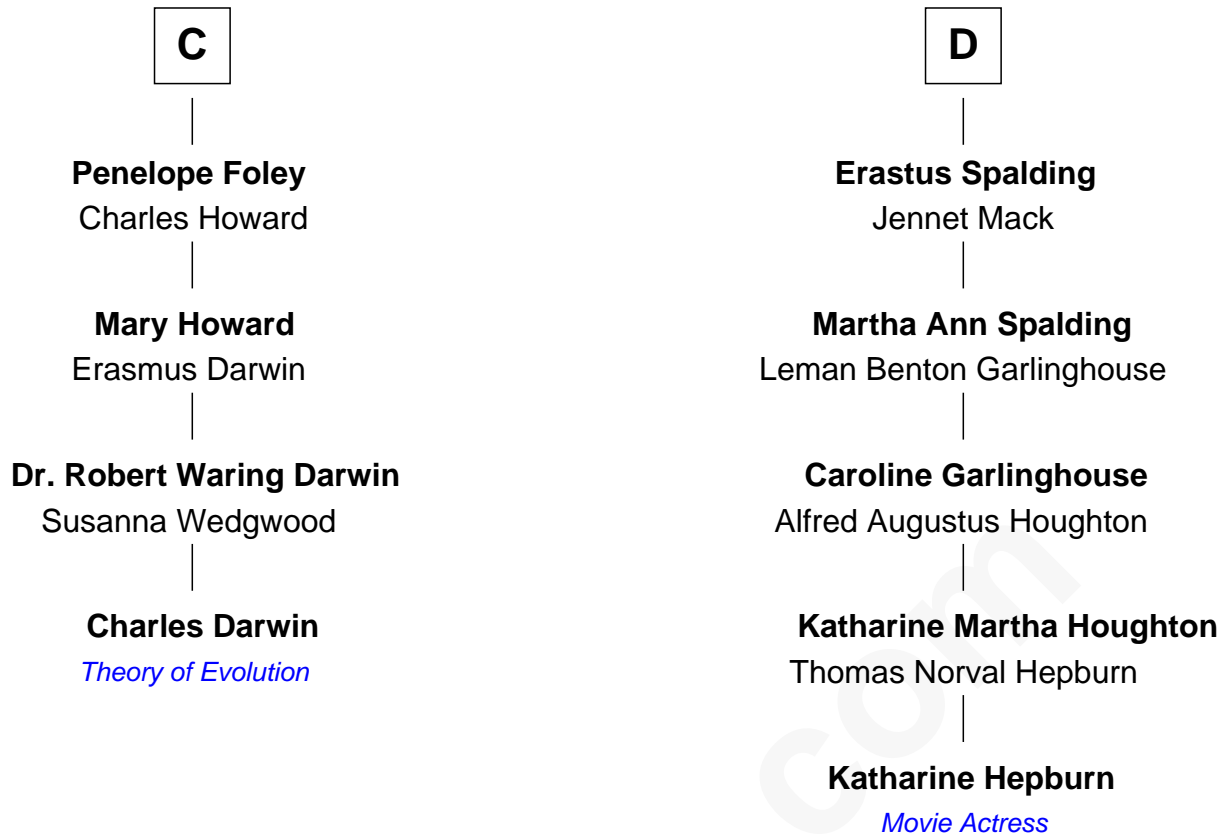 C
Penelope Foley
Charles Howard
Mary Howard
Erasmus Darwin
Dr. Robert Waring Darwin
Susanna Wedgwood
Charles Darwin
Theory of Evolution
D
Erastus Spalding
Jennet Mack
Martha Ann Spalding
Leman Benton Garlinghouse
Caroline Garlinghouse
Alfred Augustus Houghton
Katharine Martha Houghton
Thomas Norval Hepburn
Katharine Hepburn
Movie Actress
com